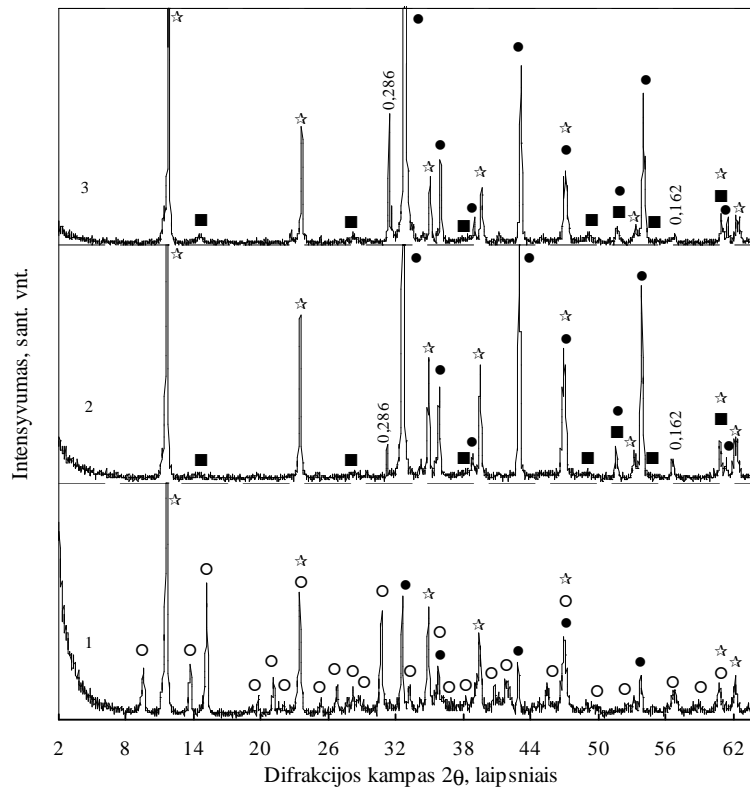 0,286
3
0,162
0,286
2
0,162
1
Intensyvumas, sant. vnt.
2 8 14 20 26 32 38 44 50 56 62
Difrakcijos kampas 2θ, laipsniais